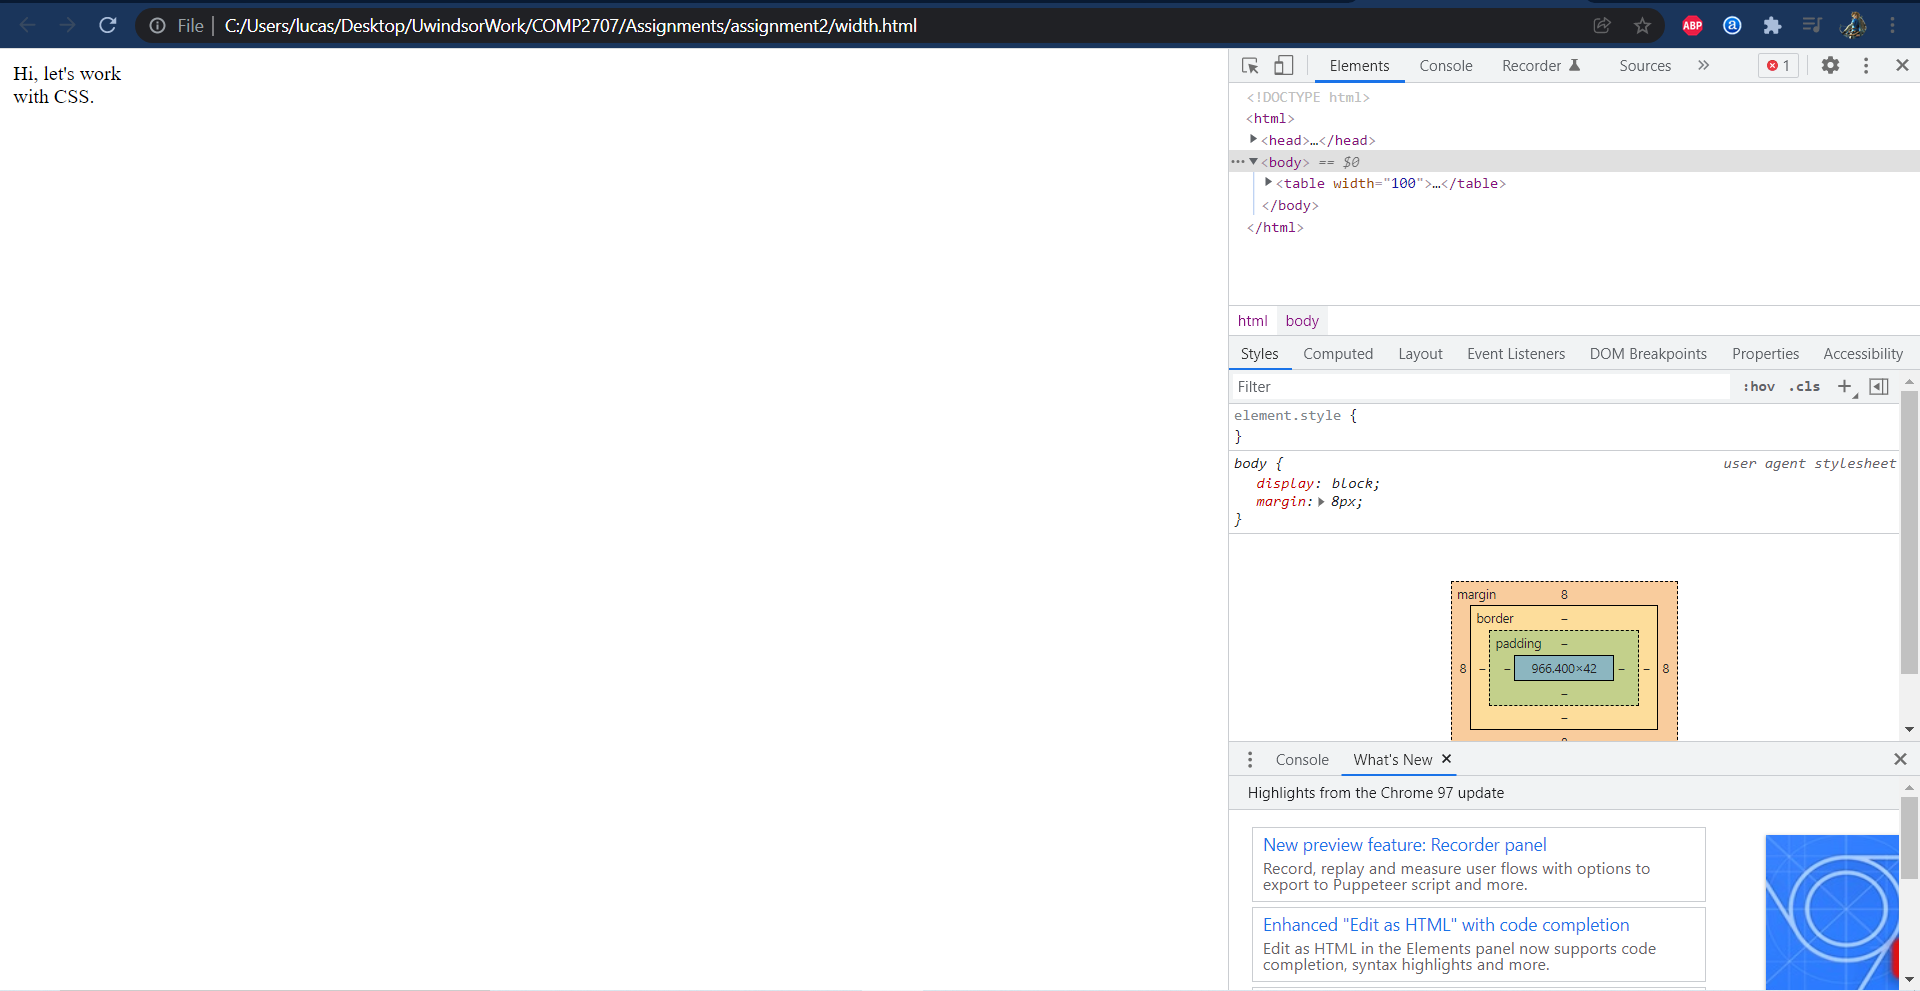 File | C:/Users/lucas/Desktop/UwindsorWork/COMP2707/Assignments/assignment2/width.html
ABP
a
Hi, let's work
with CSS.
Elements Console Recorder Sources » 1
<!DOCTYPE html>
<html>
<head>…</head>
<body> == $0
<table width="100">…</table>
</body>
</html>
html body
Styles Computed Layout Event Listeners DOM Breakpoints Properties Accessibility
Filter :hov .cls +
element.style {
}
body { user agent stylesheet
display: block;
margin: 8px;
}
margin 8
border –
padding –
8 – – 966.400×42 – – 8
–
–
Console What's New ×
Highlights from the Chrome 97 update
New preview feature: Recorder panel
Record, replay and measure user flows with options to
export to Puppeteer script and more.
Enhanced "Edit as HTML" with code completion
Edit as HTML in the Elements panel now supports code
completion, syntax highlights and more.